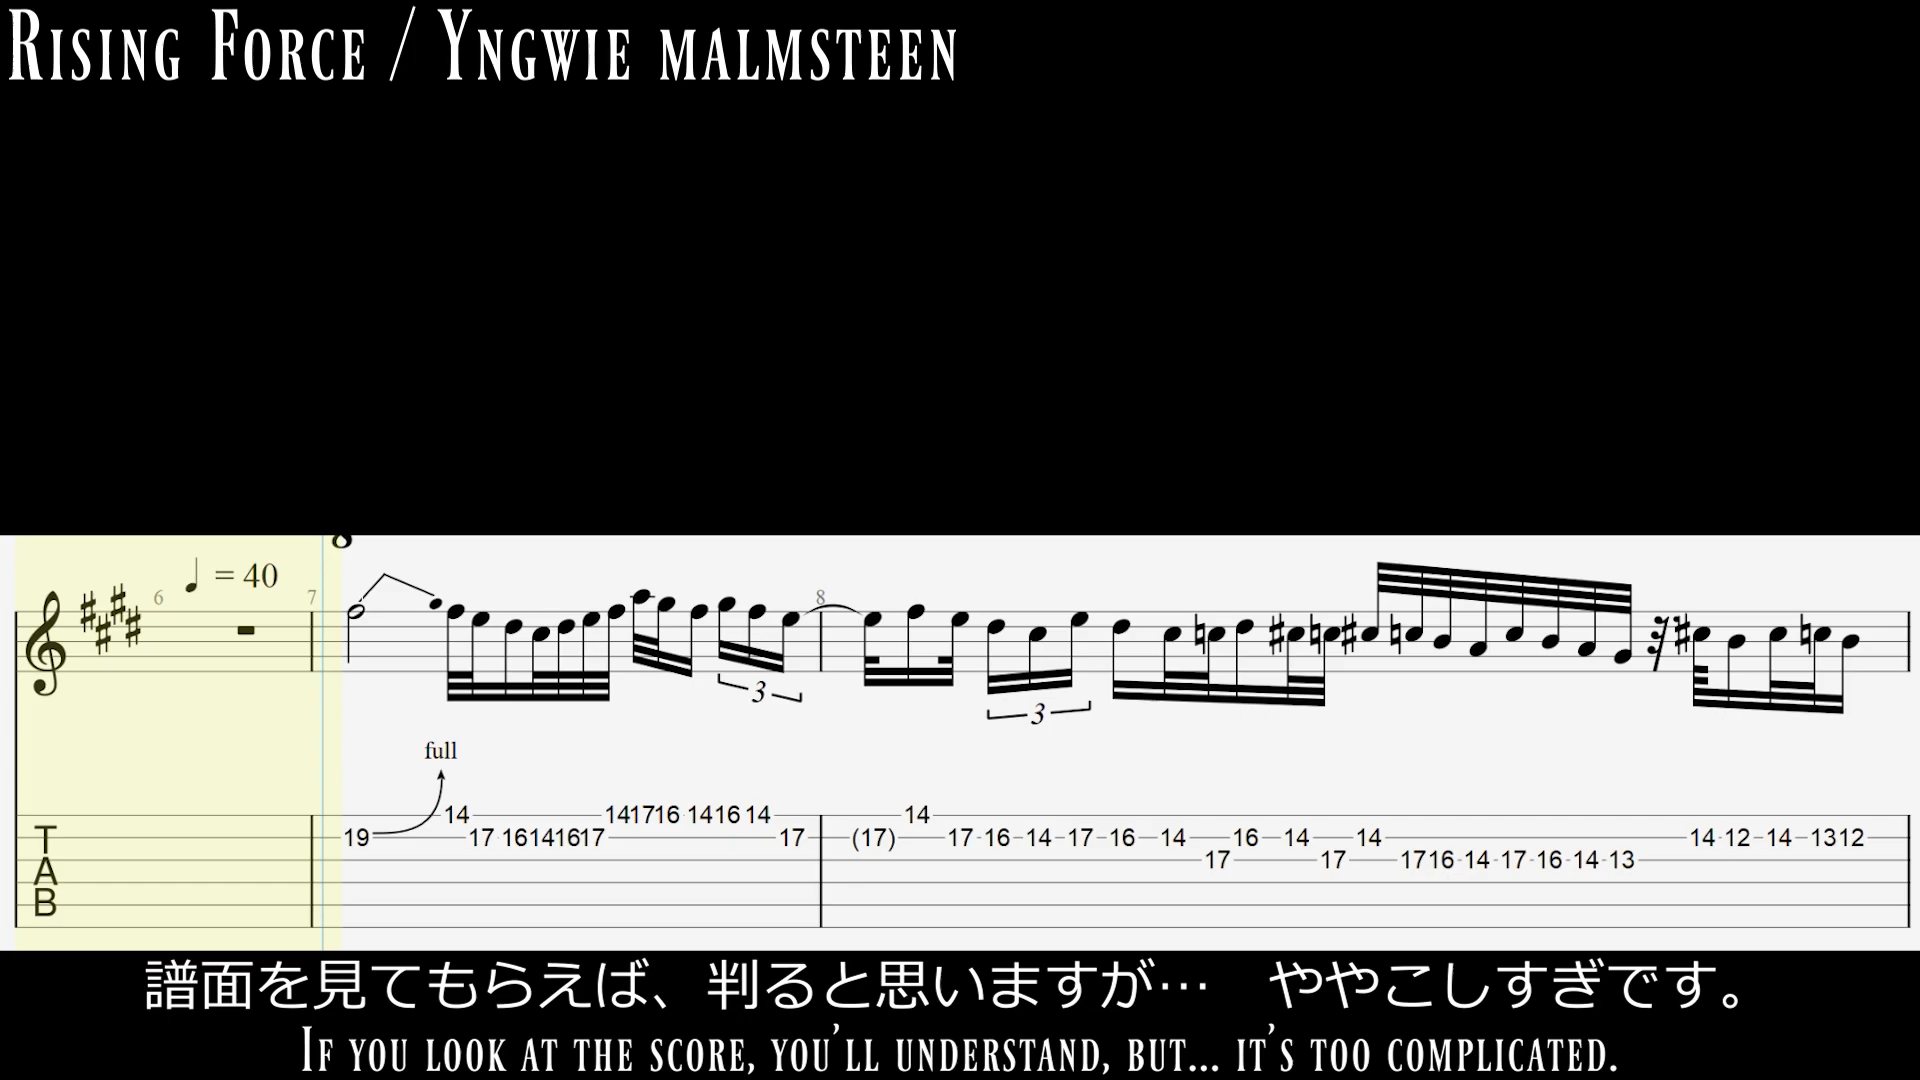 Rising Force / Yngwie malmsteen
8
= 40
6
7
8
3
3
full
14 141716 1416 14 14
19 17 16141617 17 (17) 17 16 14 17 16 14 16 14 14 14 12 14 1312
17 17 1716 14 17 16 14 13
TAB
譜面を見てもらえば、判ると思いますが… ややこしすぎです。
If you look at the score, you'll understand, but... it's too complicated.